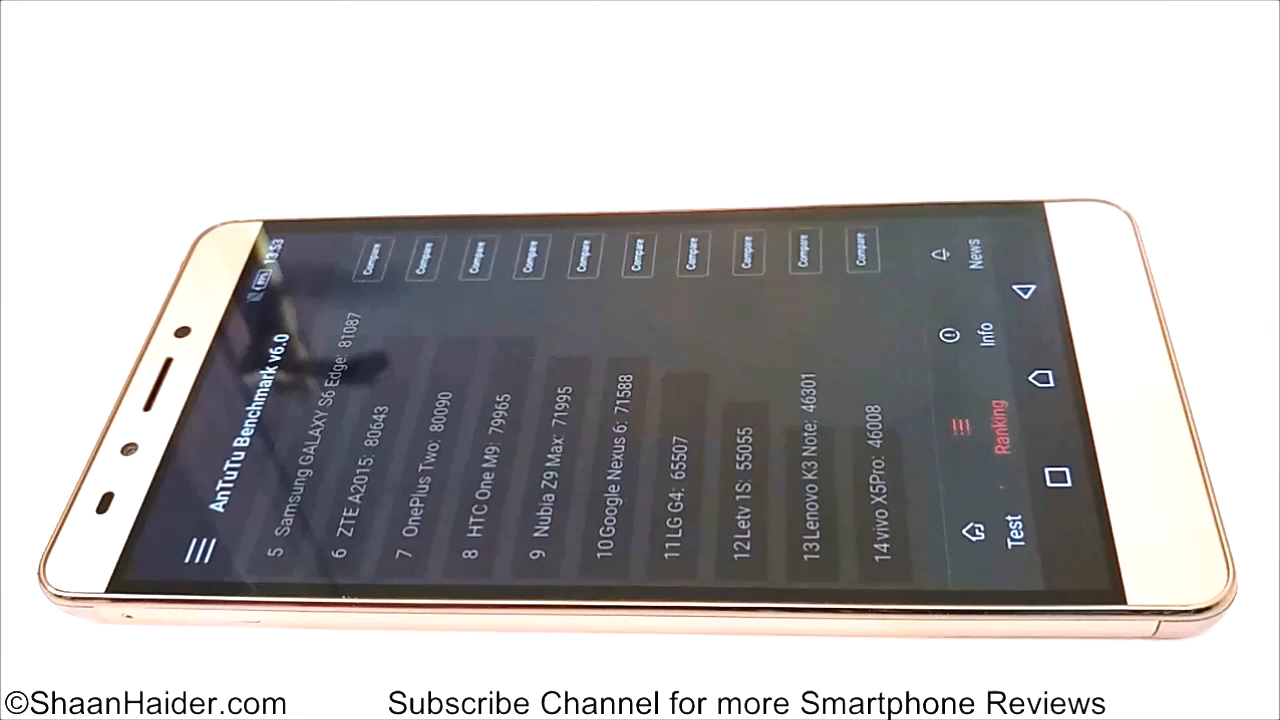 13:53
AnTuTu Benchmark v6.0
5 Samsung GALAXY S6 Edge: 81087 Compare
6 ZTE A2015: 80643 Compare
7 OnePlus Two: 80090 Compare
8 HTC One M9: 79965 Compare
9 Nubia Z9 Max: 71995 Compare
10 Google Nexus 6: 71588 Compare
11 LG G4: 65507 Compare
12 Letv 1S: 55055 Compare
13 Lenovo K3 Note: 46301 Compare
14 vivo X5Pro: 46008 Compare
Test Ranking Info News
©ShaanHaider.com
Subscribe Channel for more Smartphone Reviews